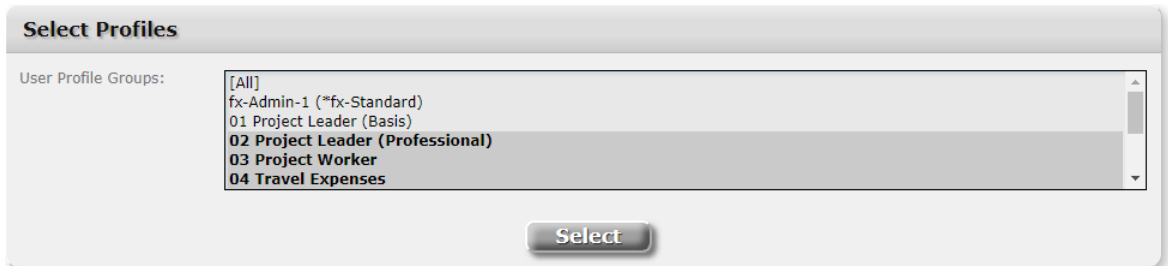 Select Profiles
User Profile Groups:
[All]
fx-Admin-1 (*fx-Standard)
01 Project Leader (Basis)
02 Project Leader (Professional)
03 Project Worker
04 Travel Expenses
Select